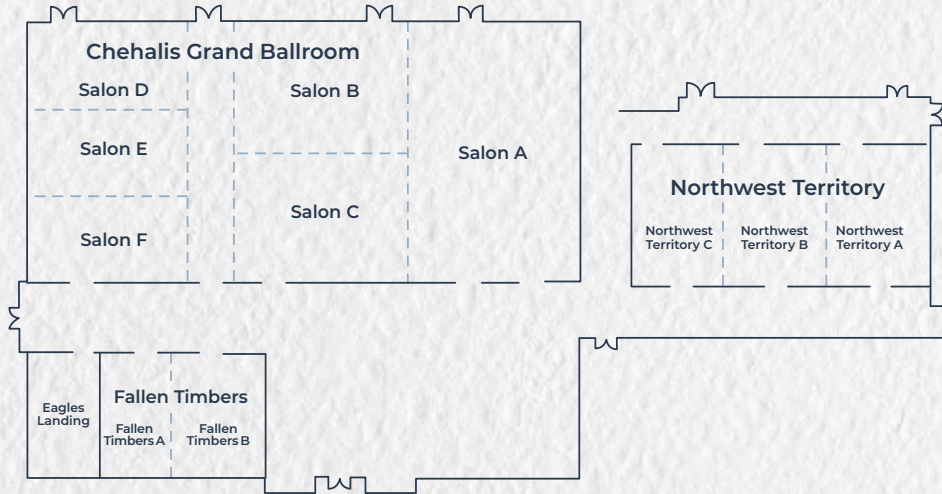 Chehalis Grand Ballroom
Salon D
Salon B
Salon E
Salon A
Salon C
Salon F
Northwest Territory
Northwest
Territory C
Northwest
Territory B
Northwest
Territory A
Eagles
Landing
Fallen Timbers
Fallen
Timbers A
Fallen
Timbers B